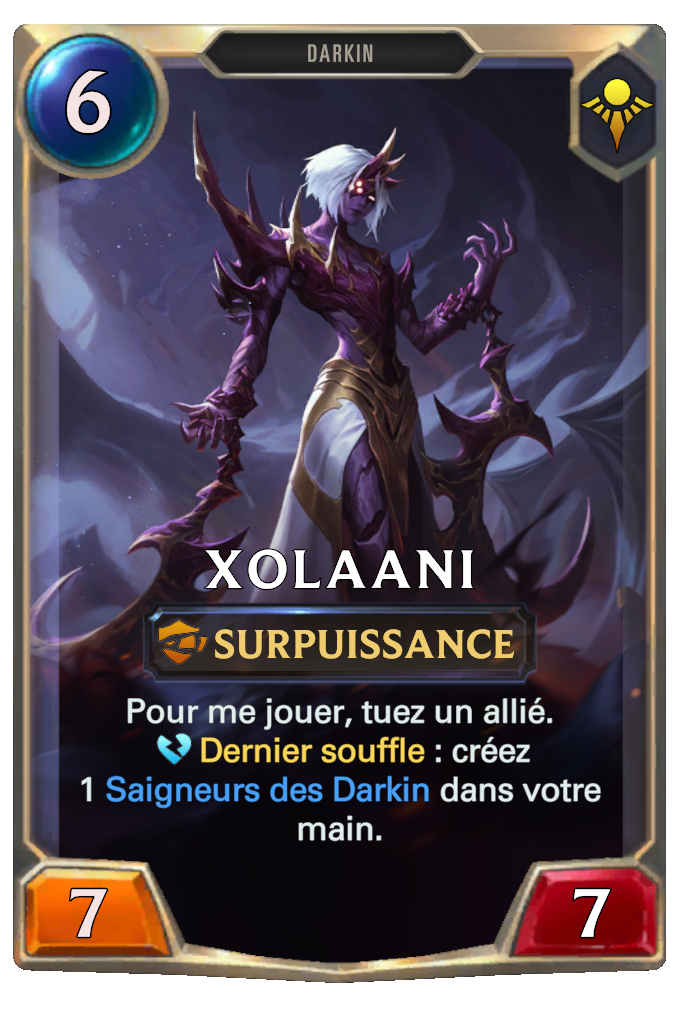 DARKIN
6
XOLAANI
SURPUISSANCE
Pour me jouer, tuez un allié.
Dernier souffle : créez
1 Saigneurs des Darkin dans votre
main.
7
7